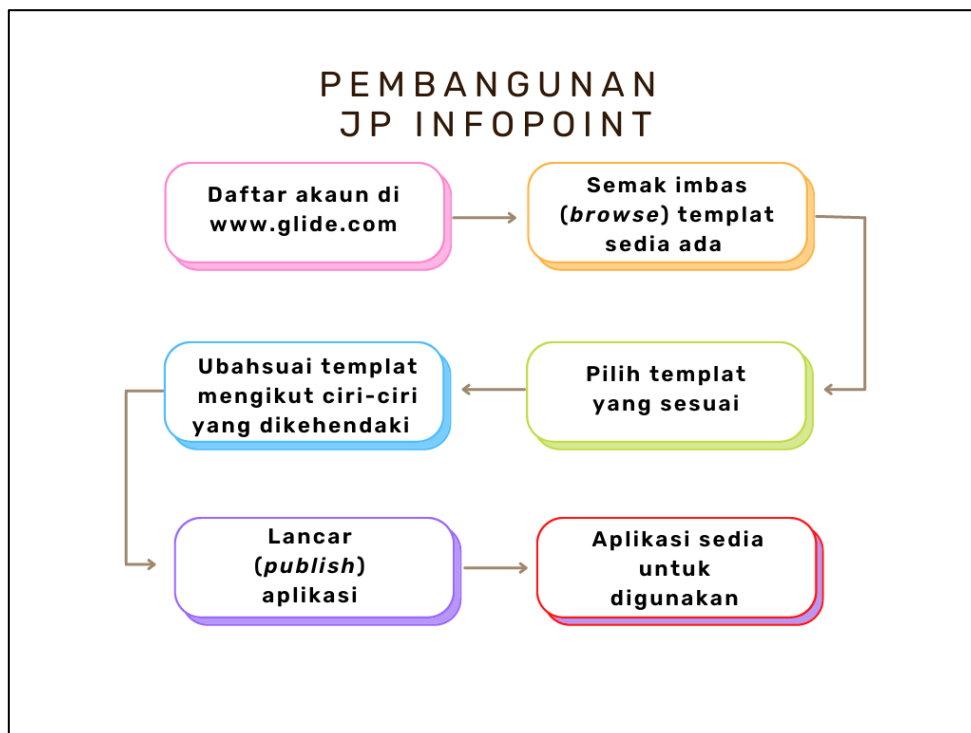 PEMBANGUNAN
JP INFOPOINT
Daftar akaun di
www.glide.com
Semak imbas
(browse) templat
sedia ada
Pilih templat
yang sesuai
Ubahsuai templat
mengikut ciri-ciri
yang dikehendaki
Lancar
(publish)
aplikasi
Aplikasi sedia
untuk
digunakan